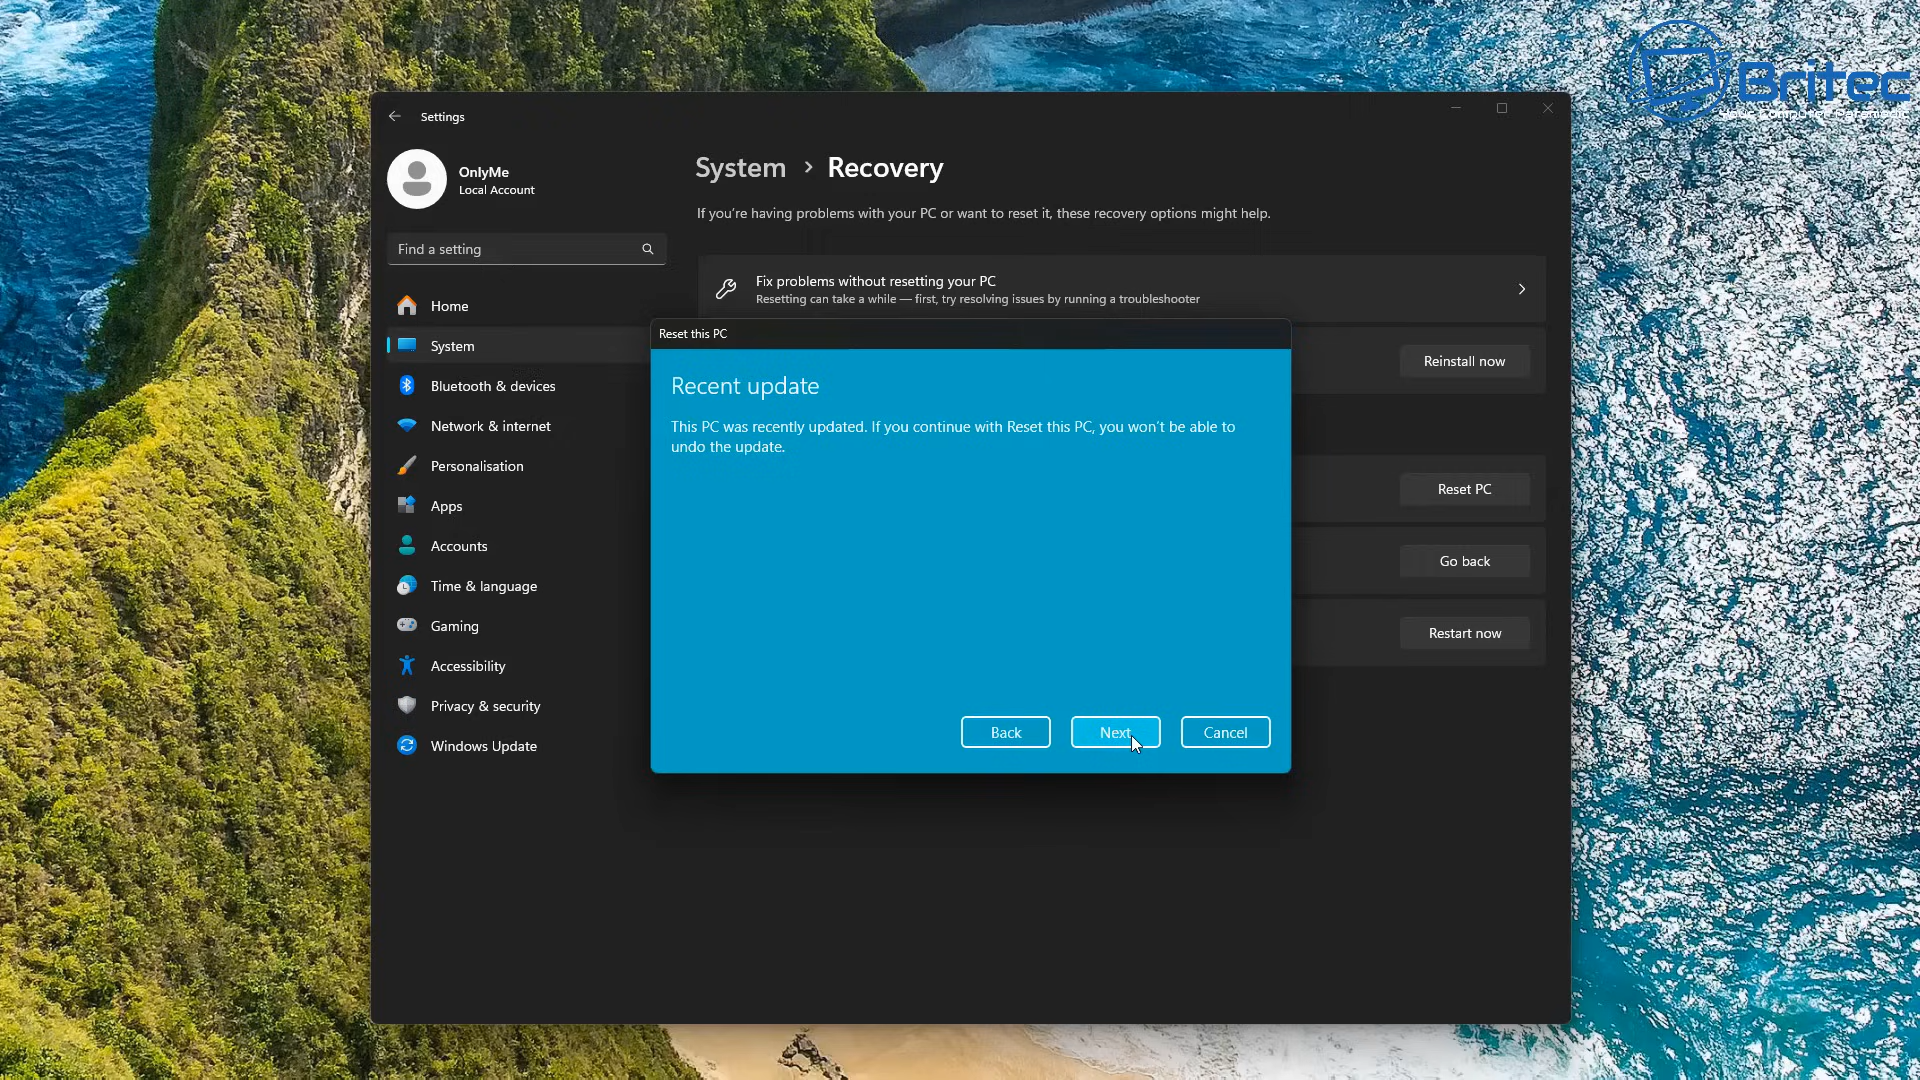 Britec
Your Computer Paramedic
Settings
OnlyMe
Local Account
System > Recovery
If you're having problems with your PC or want to reset it, these recovery options might help.
Find a setting
Fix problems without resetting your PC
Resetting can take a while — first, try resolving issues by running a troubleshooter
Home
System
Bluetooth & devices
Network & internet
Personalisation
Apps
Accounts
Time & language
Gaming
Accessibility
Privacy & security
Windows Update
Reset this PC
Recent update
This PC was recently updated. If you continue with Reset this PC, you won't be able to
undo the update.
Back
Next
Cancel
Reinstall now
Reset PC
Go back
Restart now